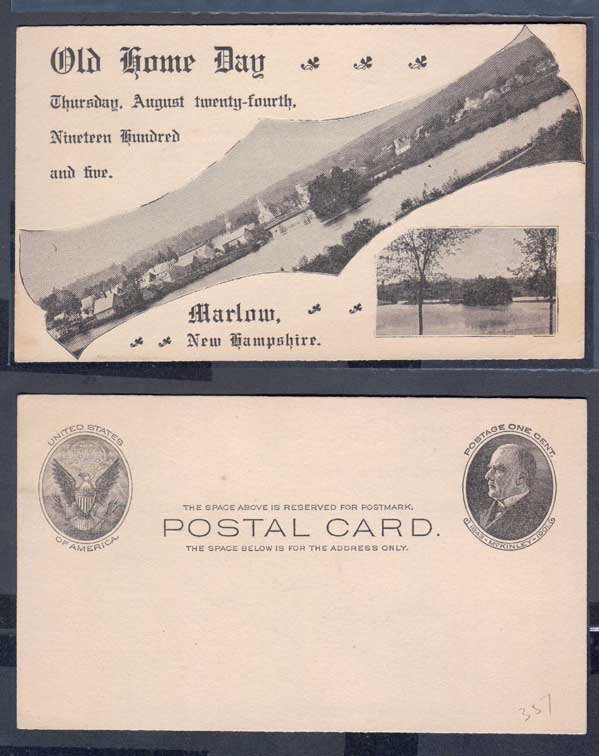 Old Home Day
Thursday, August twenty-fourth,
Nineteen Hundred
and five.
Marlow,
New Hampshire.
UNITED STATES
OF AMERICA.
THE SPACE ABOVE IS RESERVED FOR POSTMARK.
POSTAL CARD.
THE SPACE BELOW IS FOR THE ADDRESS ONLY.
POSTAGE ONE CENT.
1843 - McKINLEY - 1901.
357